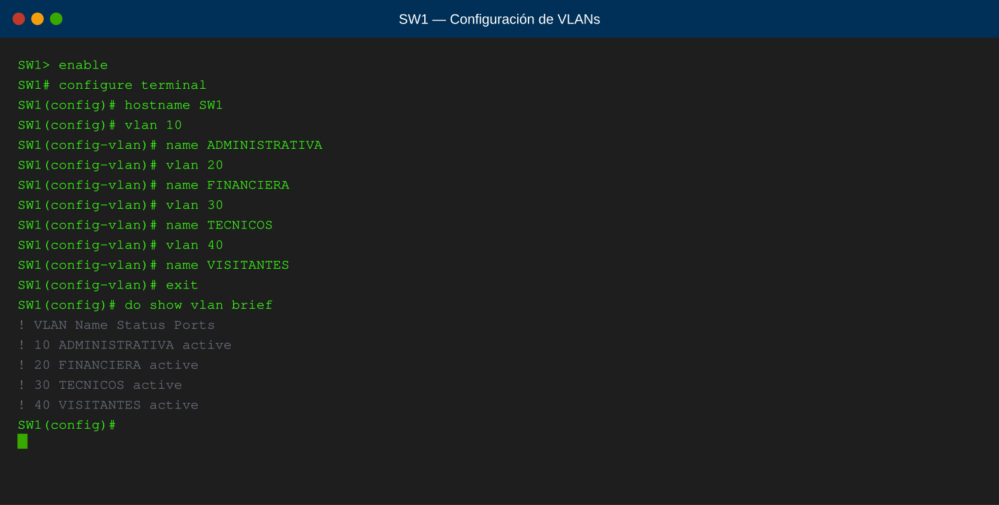 SW1 — Configuración de VLANs
SW1> enable
SW1# configure terminal
SW1(config)# hostname SW1
SW1(config)# vlan 10
SW1(config-vlan)# name ADMINISTRATIVA
SW1(config-vlan)# vlan 20
SW1(config-vlan)# name FINANCIERA
SW1(config-vlan)# vlan 30
SW1(config-vlan)# name TECNICOS
SW1(config-vlan)# vlan 40
SW1(config-vlan)# name VISITANTES
SW1(config-vlan)# exit
SW1(config)# do show vlan brief
! VLAN Name Status Ports
! 10 ADMINISTRATIVA active
! 20 FINANCIERA active
! 30 TECNICOS active
! 40 VISITANTES active
SW1(config)#